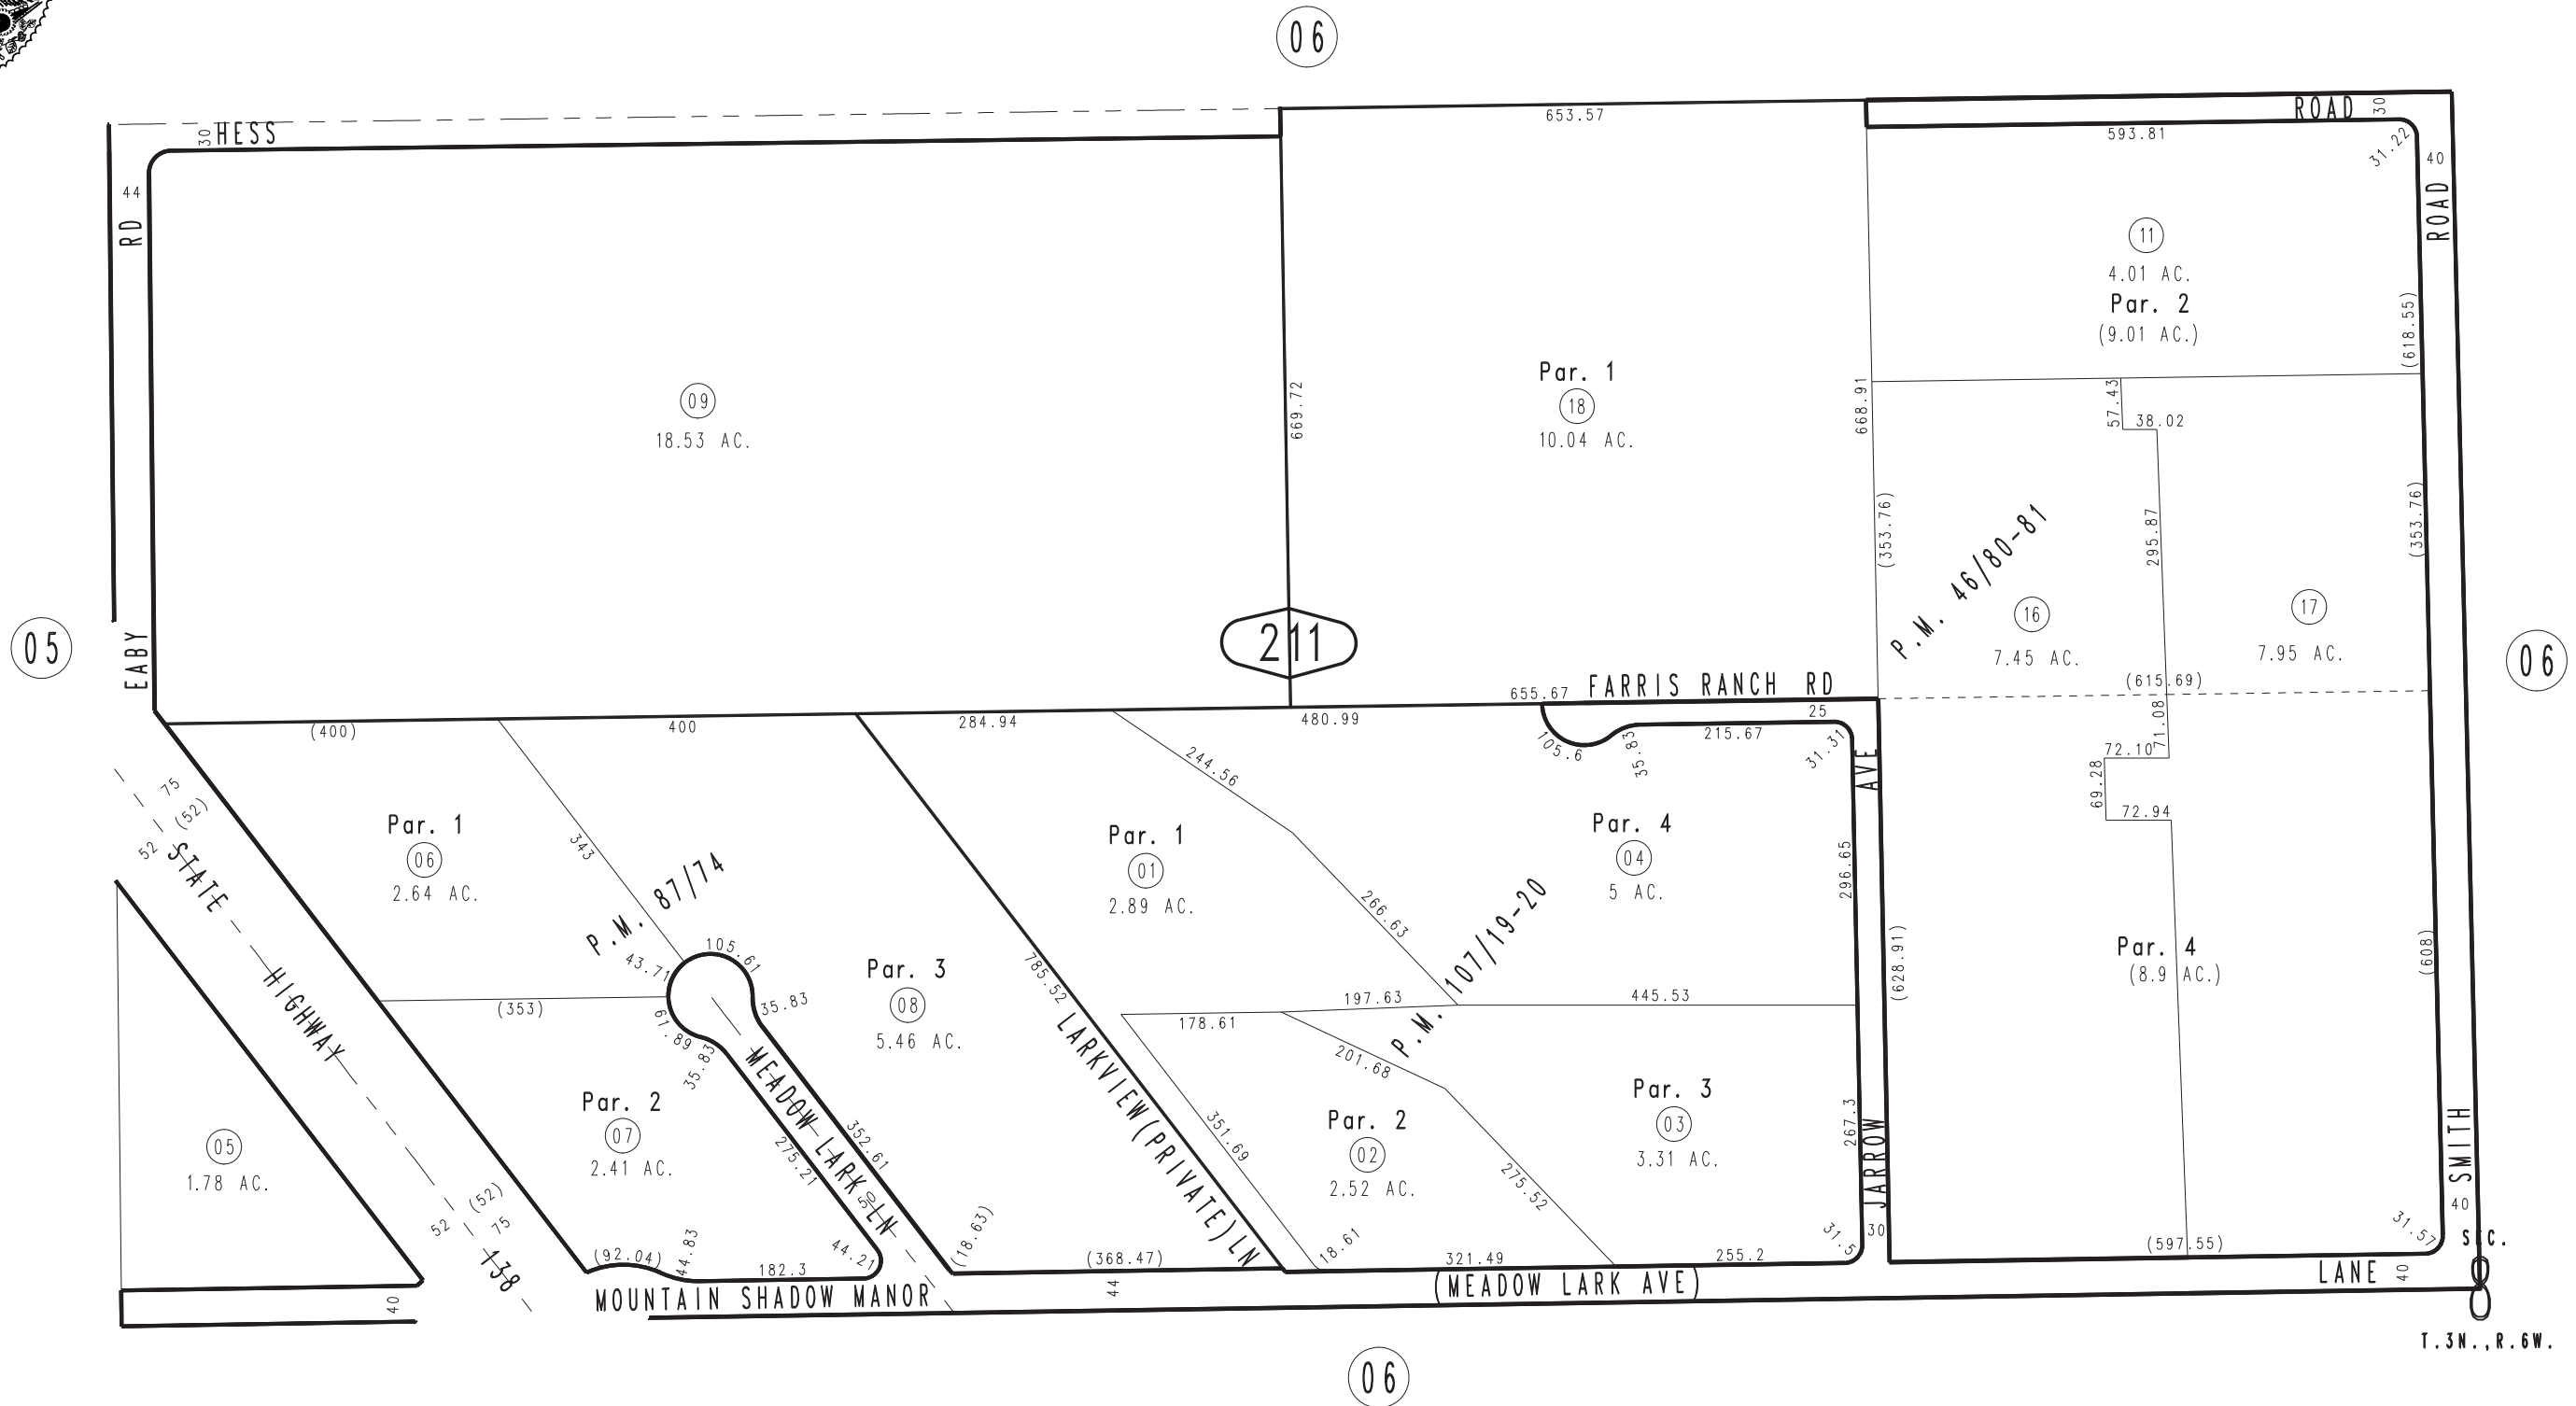 06
HESS
30
653.57
ROAD
30
593.81
31.22
40
ROAD
44
RD
11
4.01 AC.
Par. 2
(9.01 AC.)
(618.55)
Par. 1
18
10.04 AC.
09
18.53 AC.
669.72
668.91
57.43
38.02
(353.76)
295.87
(353.76)
P.M. 46/80-81
16
7.45 AC.
17
7.95 AC.
05
EABY
211
06
(615.69)
655.67
FARRIS RANCH RD
25
(400)
400
284.94
480.99
105.6
35.83
215.67
31.31
AVE
71.08
72.10
69.28
72.94
75
(52)
52
STATE
HIGHWAY
138
Par. 1
06
2.64 AC.
343
P.M. 87/74
244.56
Par. 1
01
2.89 AC.
266.63
Par. 4
04
5 AC.
296.65
43.71
105.61
35.83
61.89
35.83
(353)
Par. 3
08
5.46 AC.
785.52
LARKVIEW(PRIVATE)LN
P.M. 107/19-20
197.63
178.61
445.53
(628.91)
Par. 4
(8.9 AC.)
(608)
201.68
351.69
Par. 2
07
2.41 AC.
MEADOW LARK LN
50
352.61
275.21
Par. 2
02
2.52 AC.
275.52
Par. 3
03
3.31 AC.
267.3
JARROW
30
SMITH
40
05
1.78 AC.
(52)
52
75
(92.04)
44.83
182.3
44.21
(18.63)
(368.47)
18.61
321.49
255.2
31.5
(597.55)
31.57
40
MOUNTAIN SHADOW MANOR
44
(MEADOW LARK AVE)
LANE
40
8
T.3N.,R.6W.
06